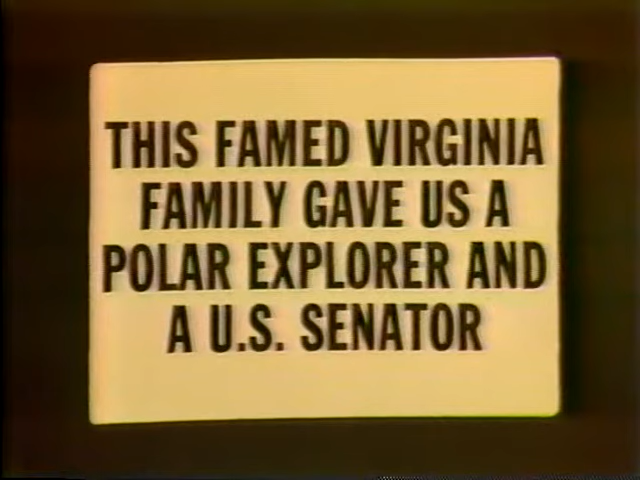 THIS FAMED VIRGINIA
FAMILY GAVE US A
POLAR EXPLORER AND
A U.S. SENATOR